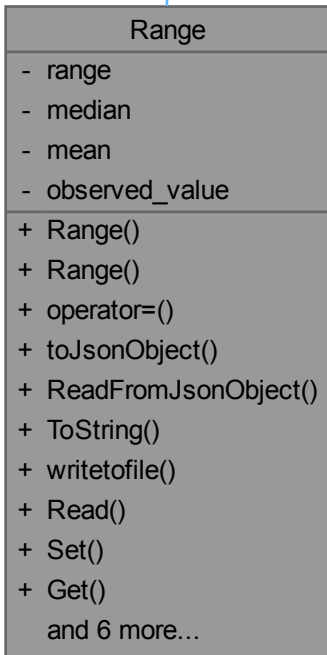 Range
- range
- median
- mean
- observed_value
+ Range()
+ Range()
+ operator=()
+ toJsonObject()
+ ReadFromJsonObject()
+ ToString()
+ writetofile()
+ Read()
+ Set()
+ Get()
and 6 more...